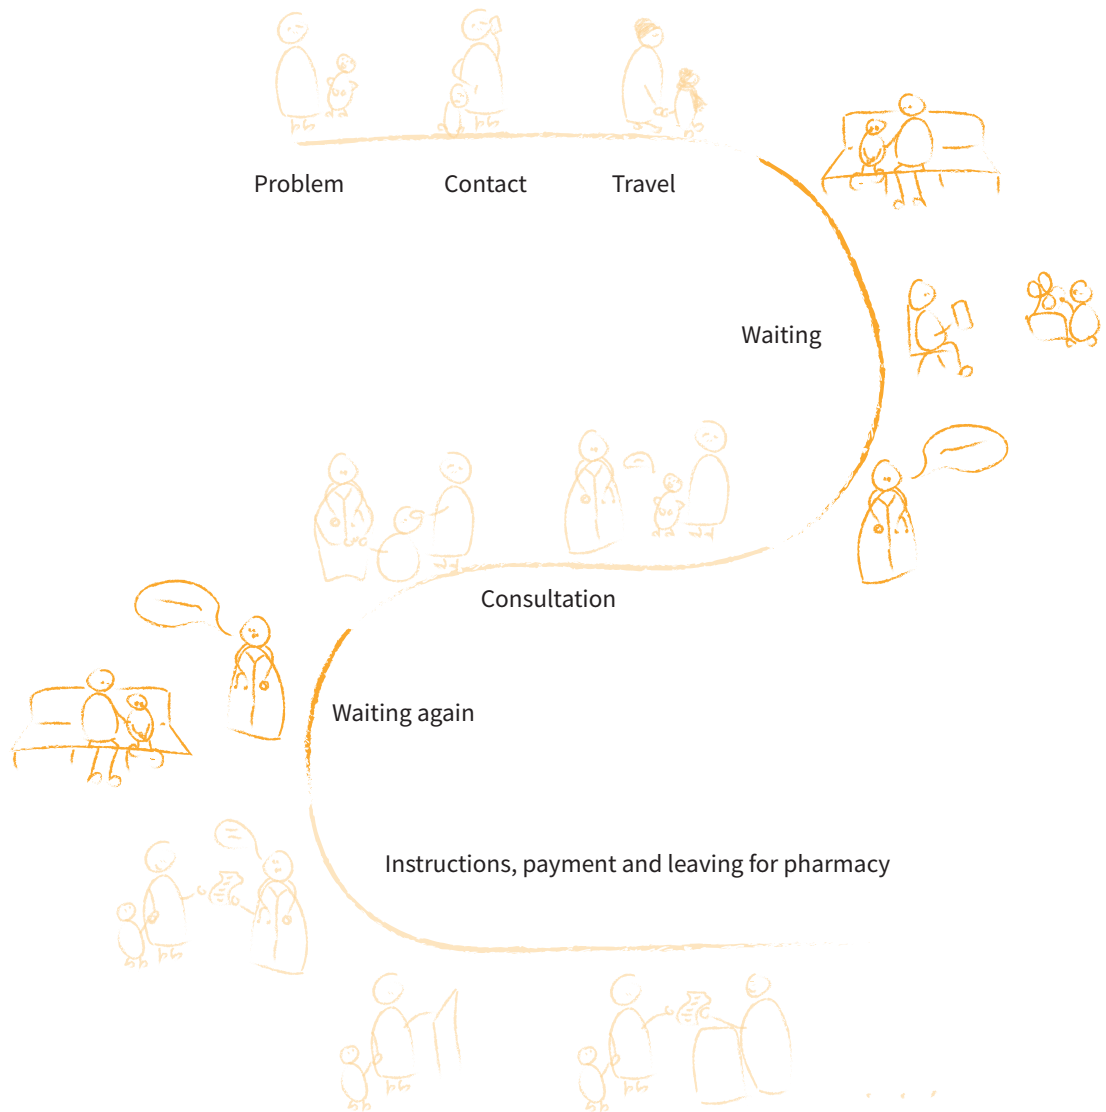 Problem
Contact
Travel
Waiting
Consultation
Waiting again
Instructions, payment and leaving for pharmacy